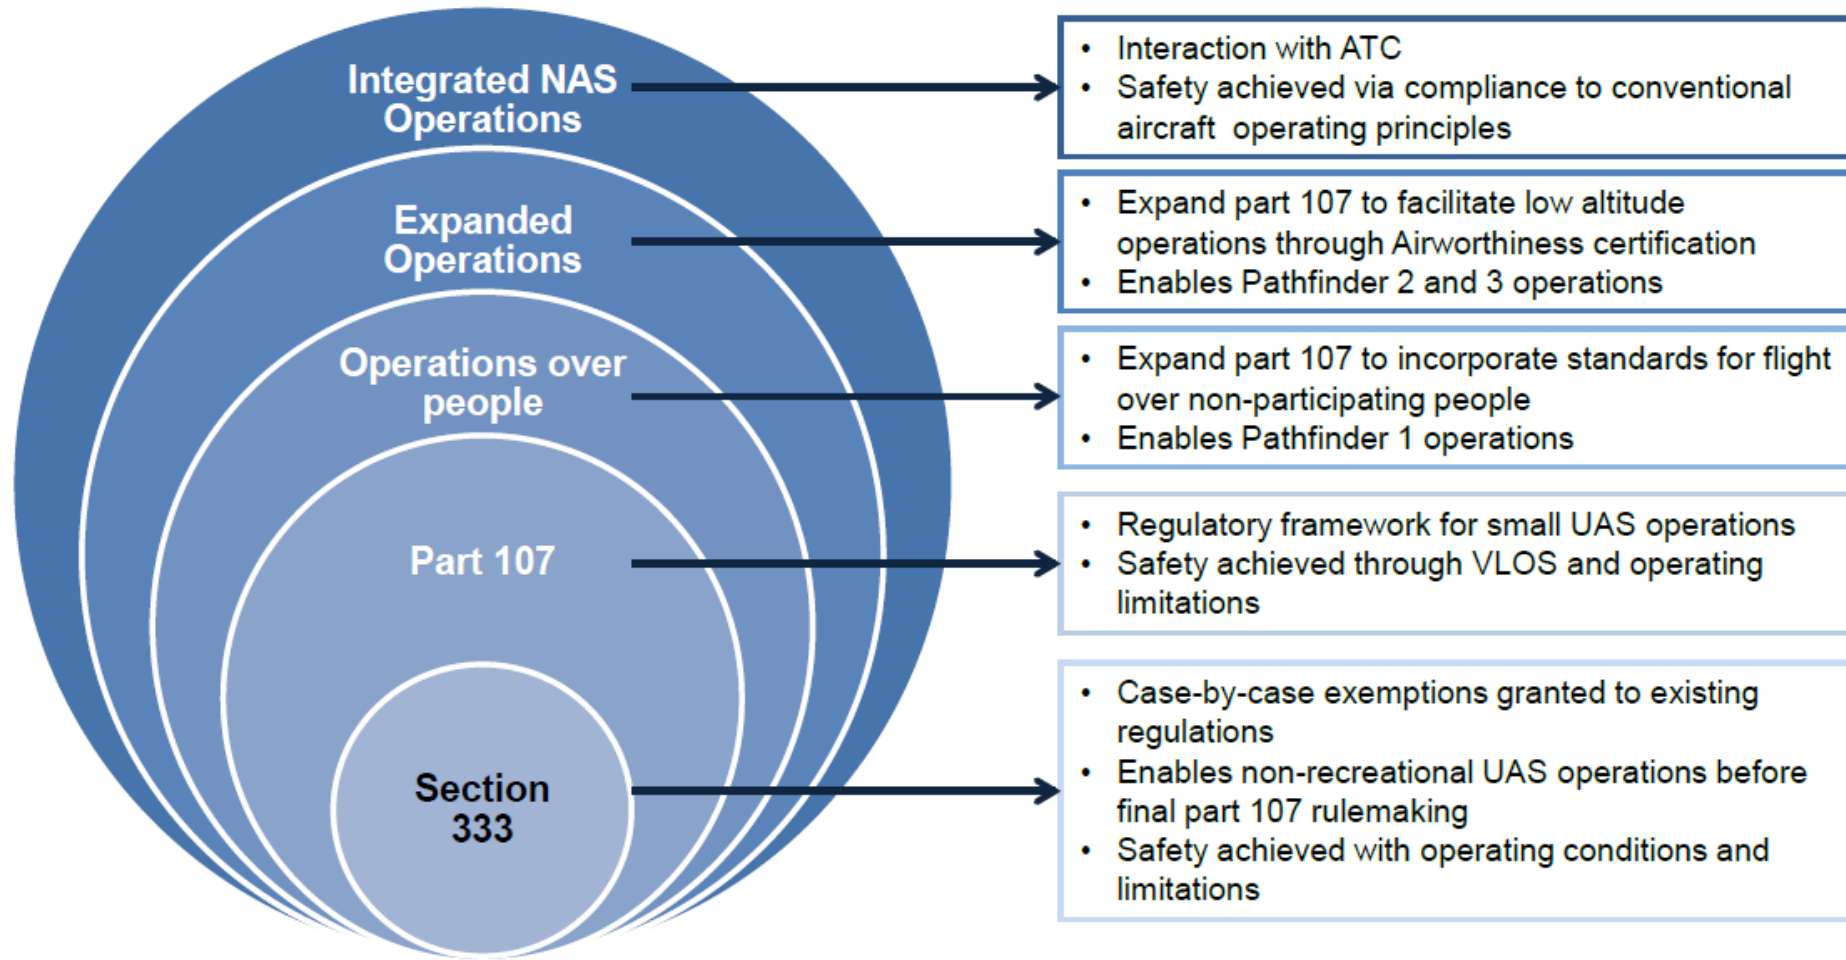 Integrated NAS
Operations
• Interaction with ATC
• Safety achieved via compliance to conventional
aircraft operating principles
Expanded
Operations
• Expand part 107 to facilitate low altitude
operations through Airworthiness certification
• Enables Pathfinder 2 and 3 operations
Operations over
people
• Expand part 107 to incorporate standards for flight
over non-participating people
• Enables Pathfinder 1 operations
Part 107
• Regulatory framework for small UAS operations
• Safety achieved through VLOS and operating
limitations
Section
333
• Case-by-case exemptions granted to existing
regulations
• Enables non-recreational UAS operations before
final part 107 rulemaking
• Safety achieved with operating conditions and
limitations